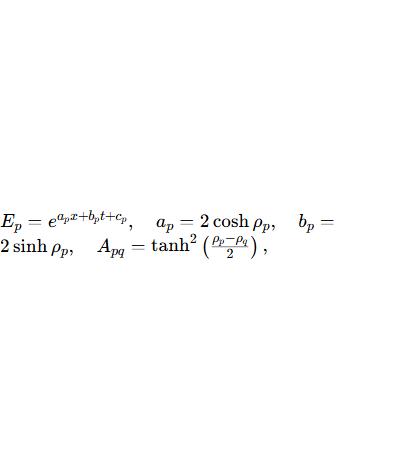 E_p = e^{a_p x + b_p t + c_p}, a_p = 2 cosh ρ_p, b_p =
2 sinh ρ_p, A_{pq} = tanh^2 ( \frac{ρ_p − ρ_q}{2} ),